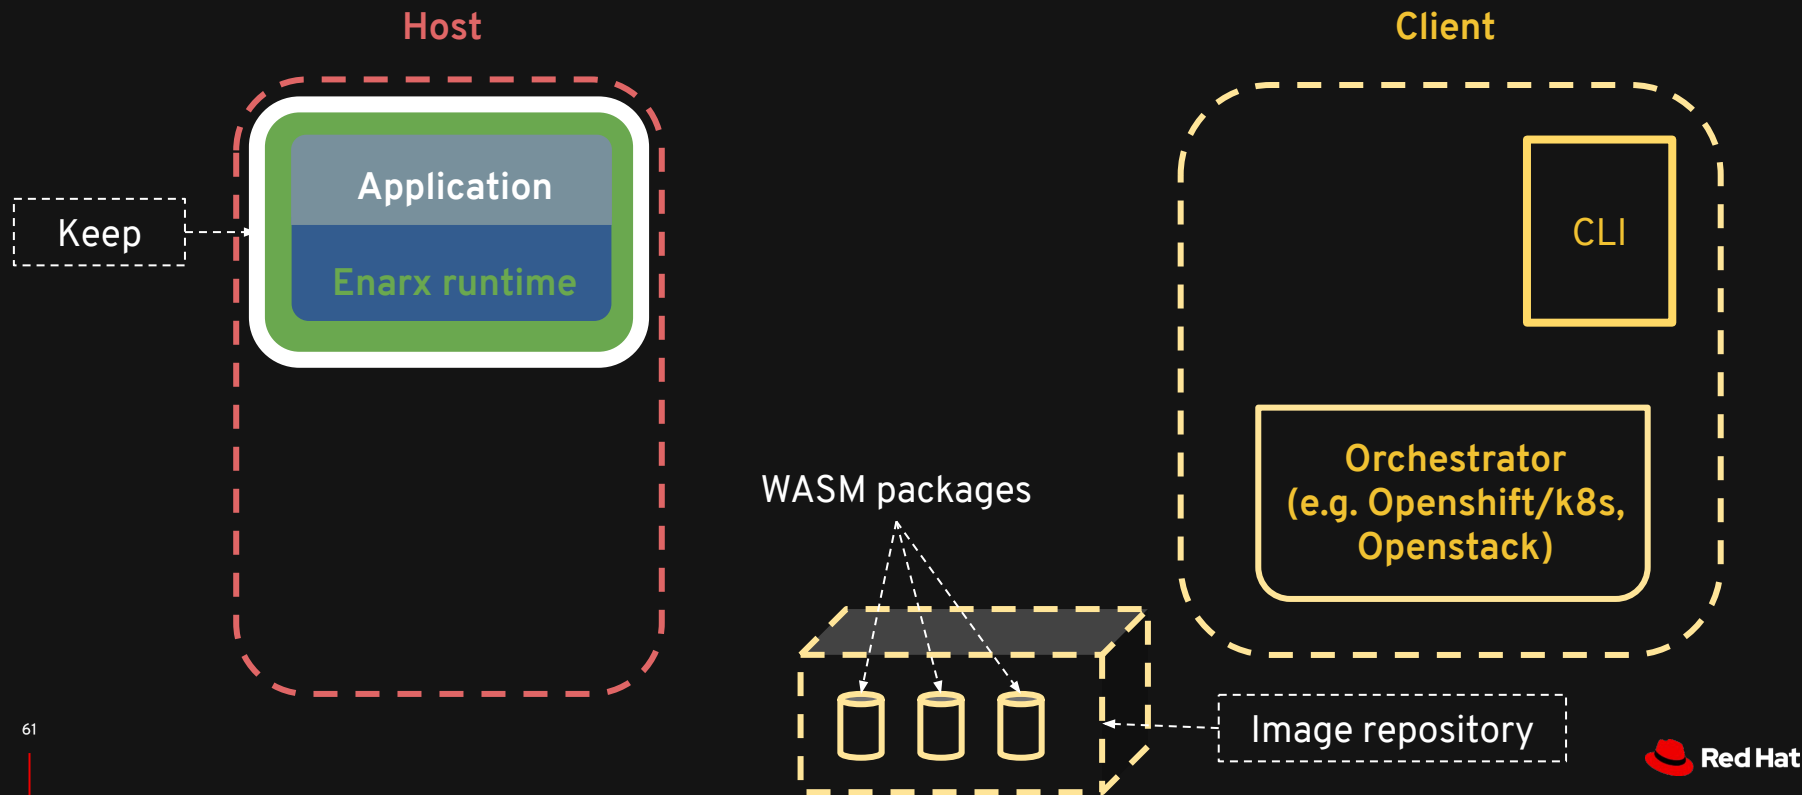 Host
Client
Application
Keep
CLI
Enarx runtime
Orchestrator
(e.g. Openshift/k8s,
Openstack)
WASM packages
Image repository
61
Red Hat